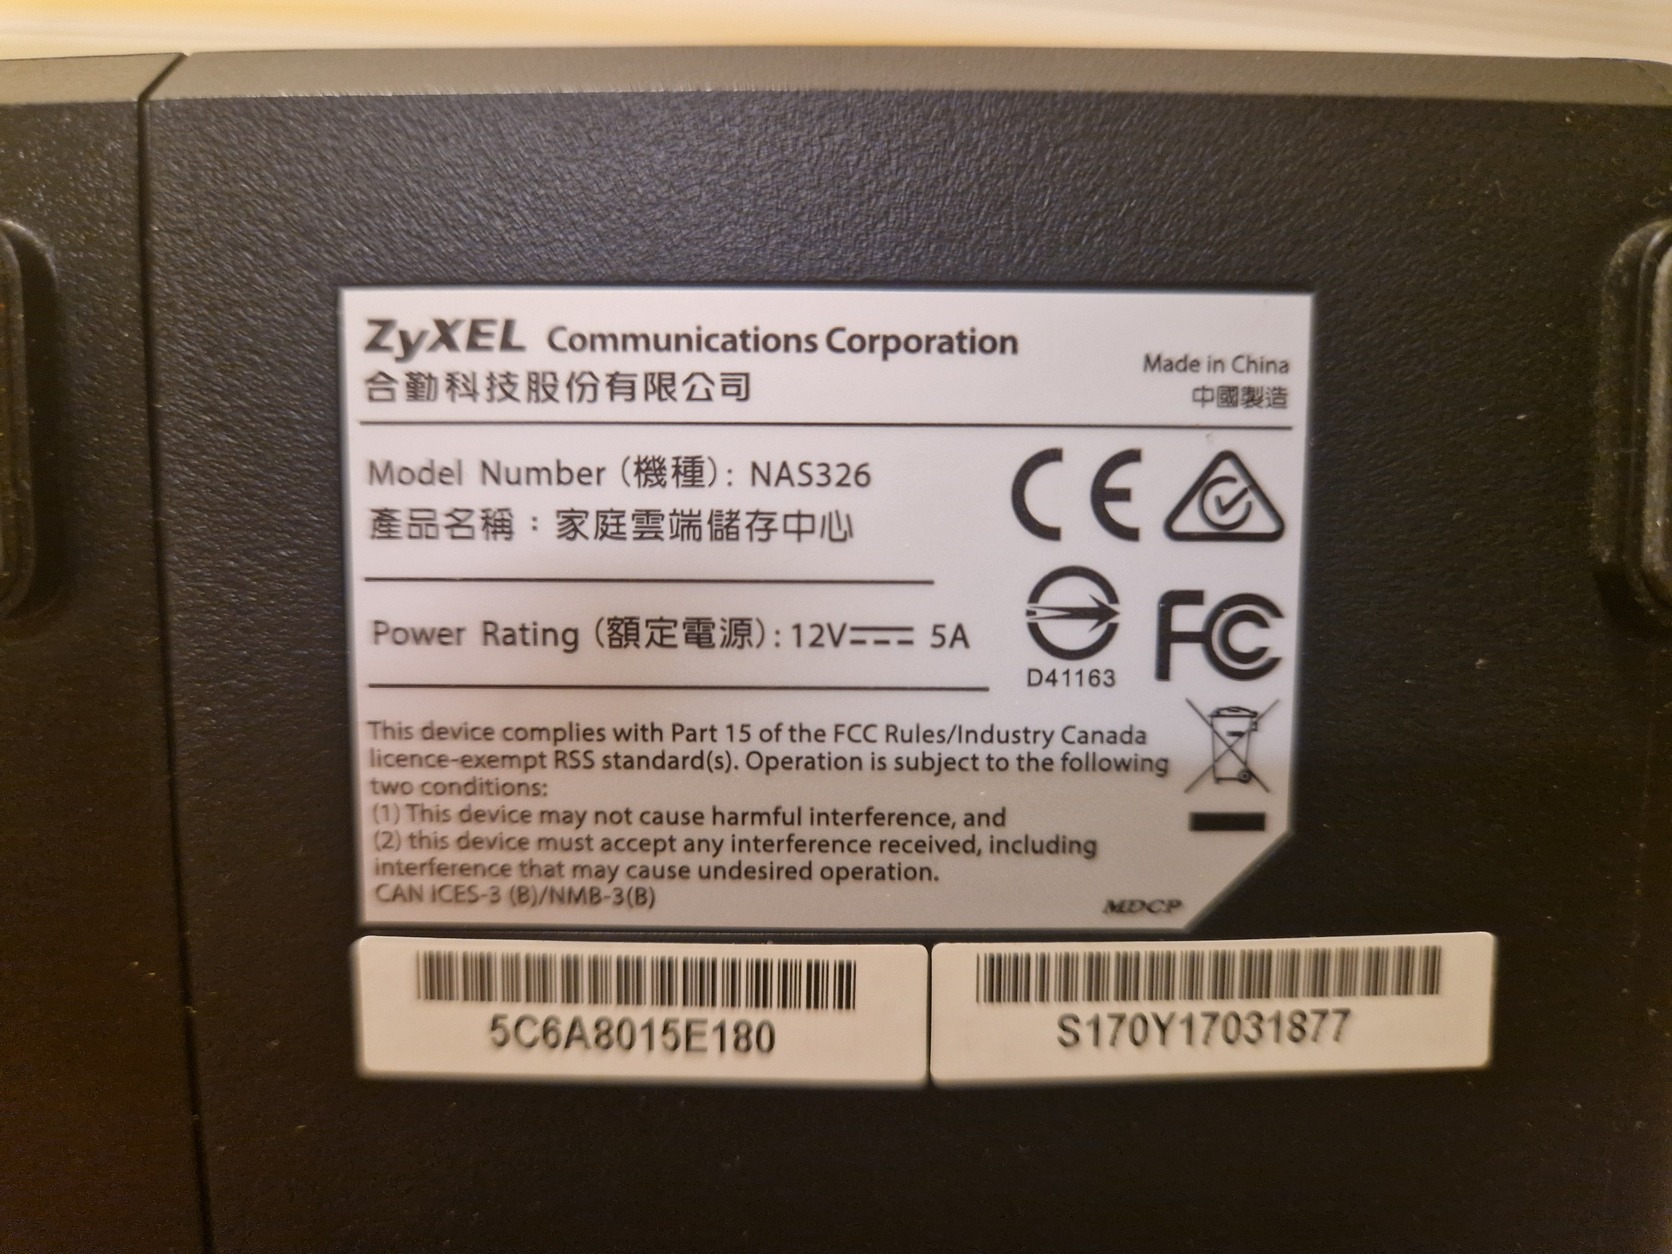 ZyXEL Communications Corporation
合勤科技股份有限公司
Made in China
中國製造
Model Number (機種): NAS326
產品名稱：家庭雲端儲存中心
Power Rating (額定電源): 12V⎓ 5A
CE
D41163
FC
This device complies with Part 15 of the FCC Rules/Industry Canada
licence-exempt RSS standard(s). Operation is subject to the following
two conditions:
(1) This device may not cause harmful interference, and
(2) this device must accept any interference received, including
interference that may cause undesired operation.
CAN ICES-3 (B)/NMB-3(B)
MDCP
5C6A8015E180
S170Y17031877